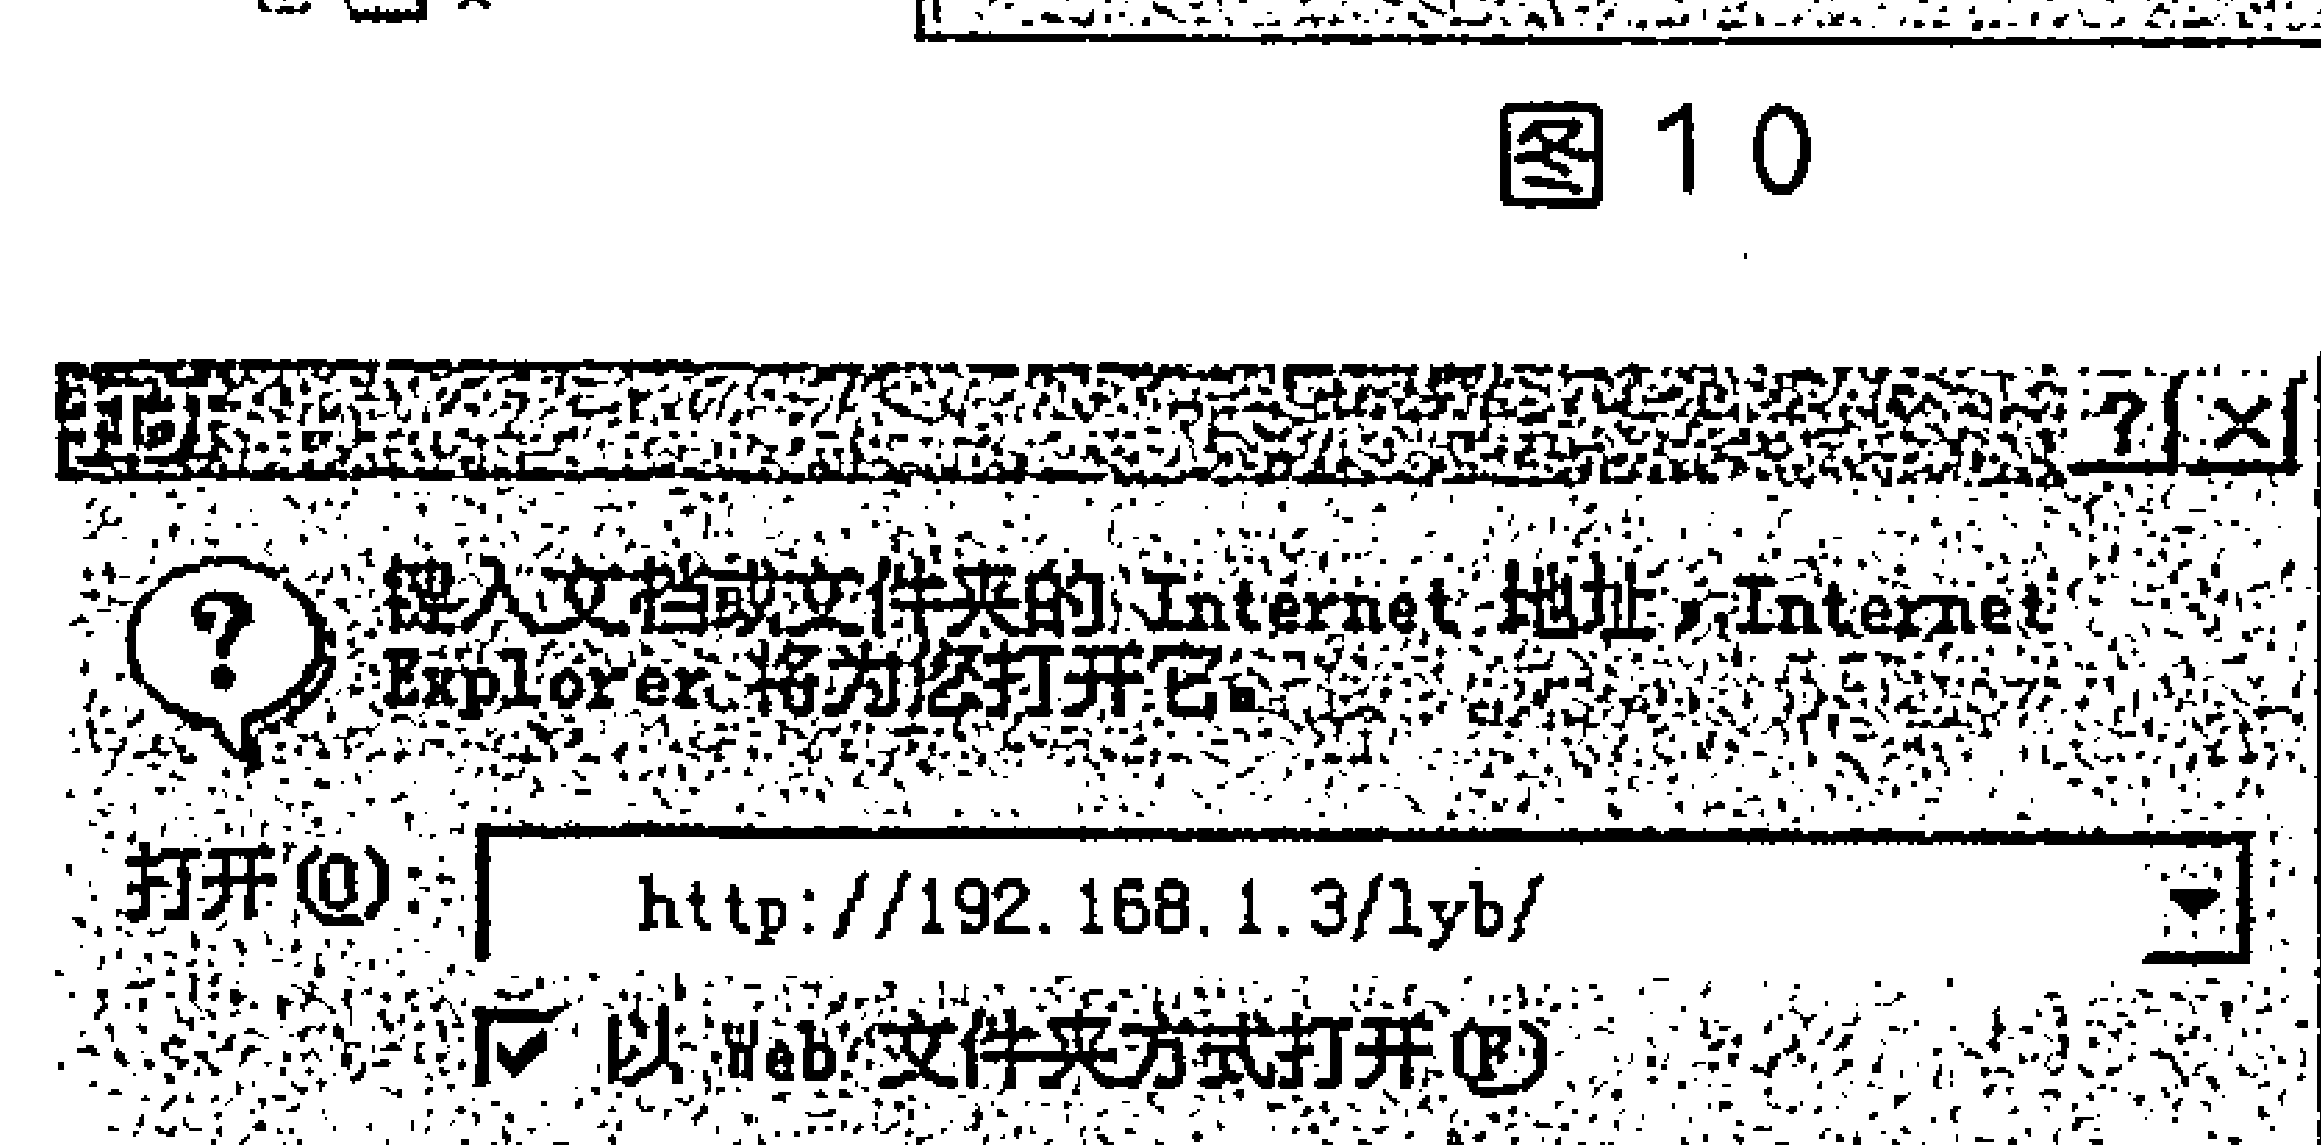 图10
打开
键入文档或文件夹的 Internet 地址，Internet
Explorer 将为您打开它。
打开(O):
http://192.168.1.3/lyb/
以 Web 文件夹方式打开(F)